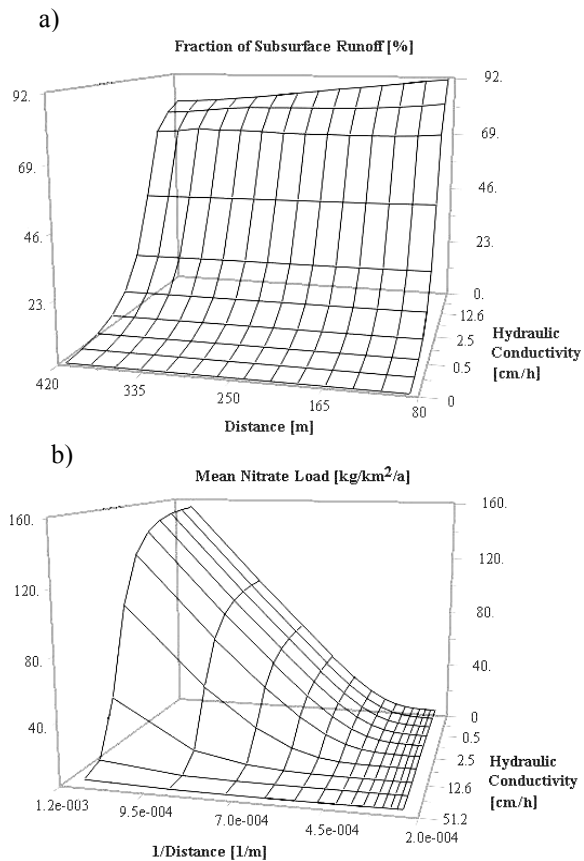 a)
Fraction of Subsurface Runoff [%]
92.
69.
46.
23.
92.
69.
46.
23.
0.
12.6
2.5
0.5
0
Hydraulic
Conductivity
[cm/h]
420
335
250
165
80
Distance [m]
b)
Mean Nitrate Load [kg/km²/a]
160.
120.
80.
40.
160.
120.
80.
40.
0
0.5
2.5
12.6
51.2
Hydraulic
Conductivity
[cm/h]
1.2e-003
9.5e-004
7.0e-004
4.5e-004
2.0e-004
1/Distance [1/m]